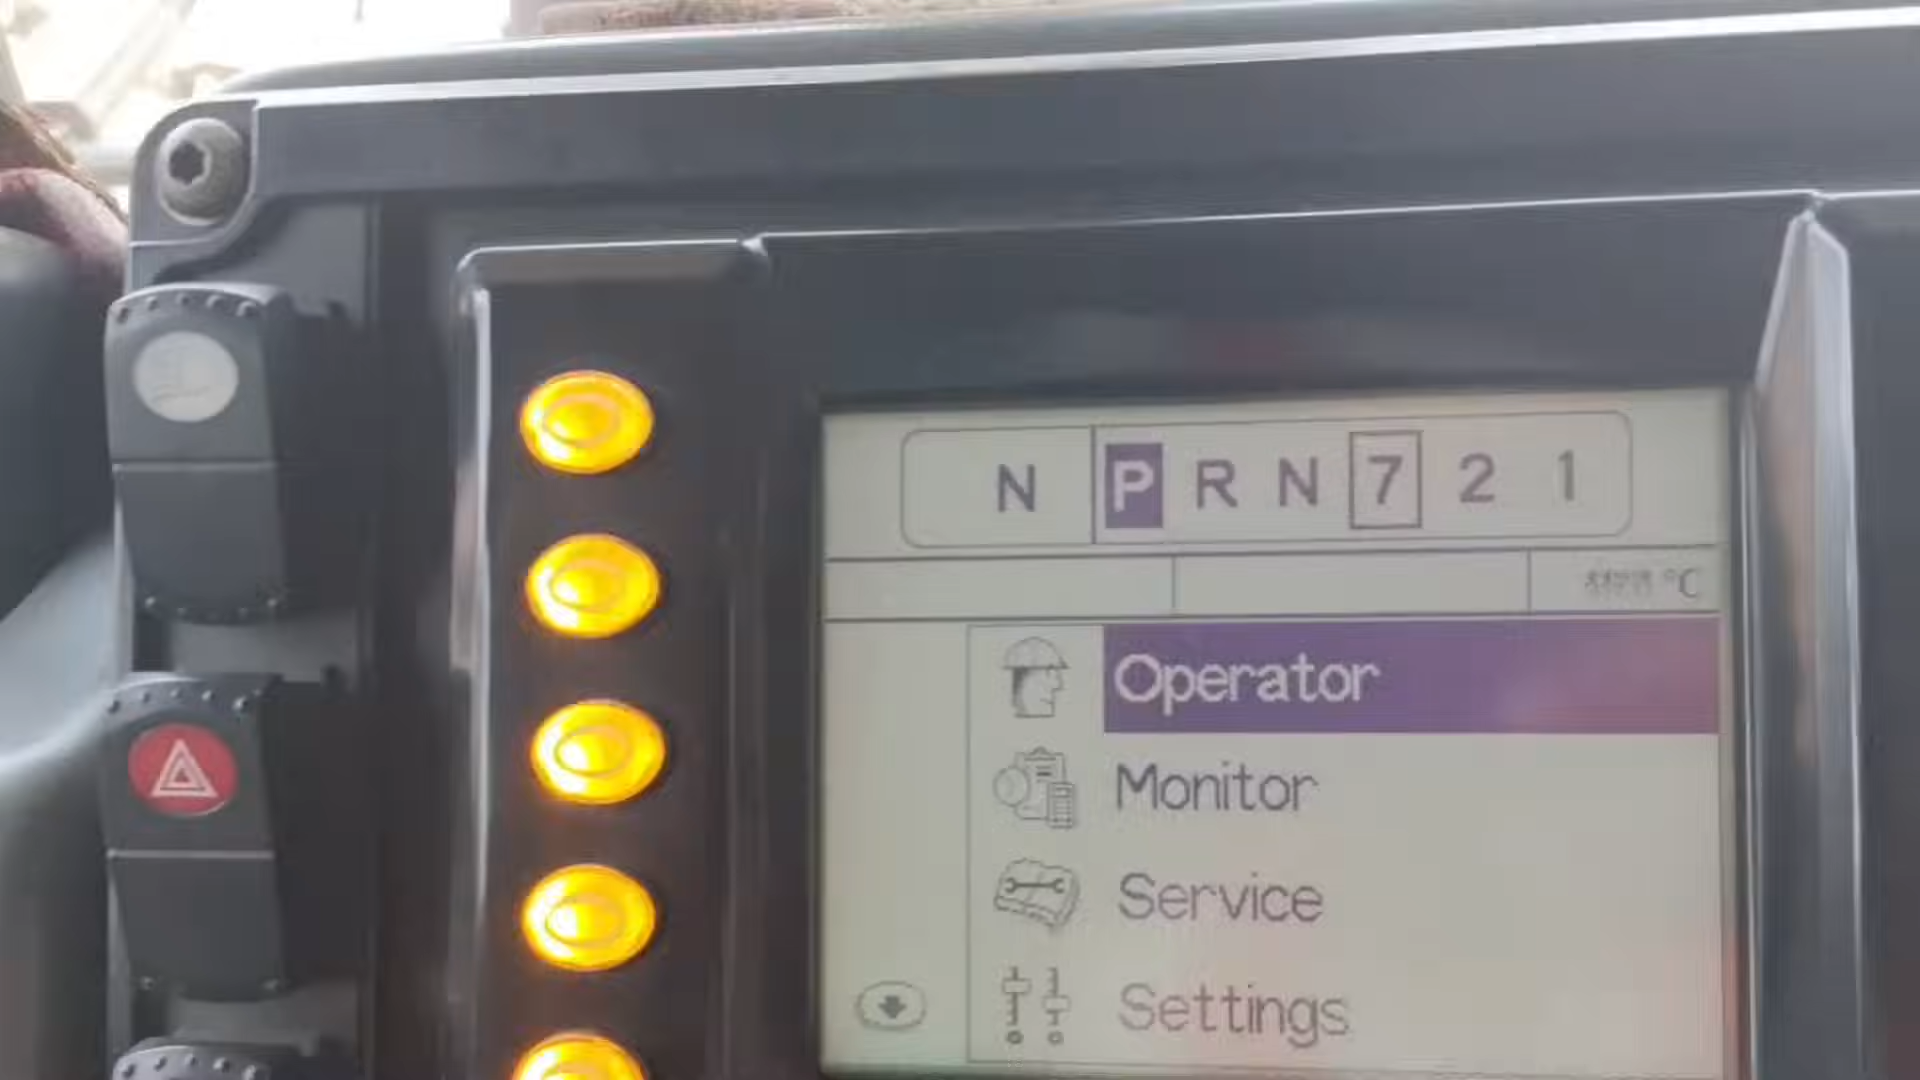 N P R N 7 2 1
°C
Operator
Monitor
Service
Settings